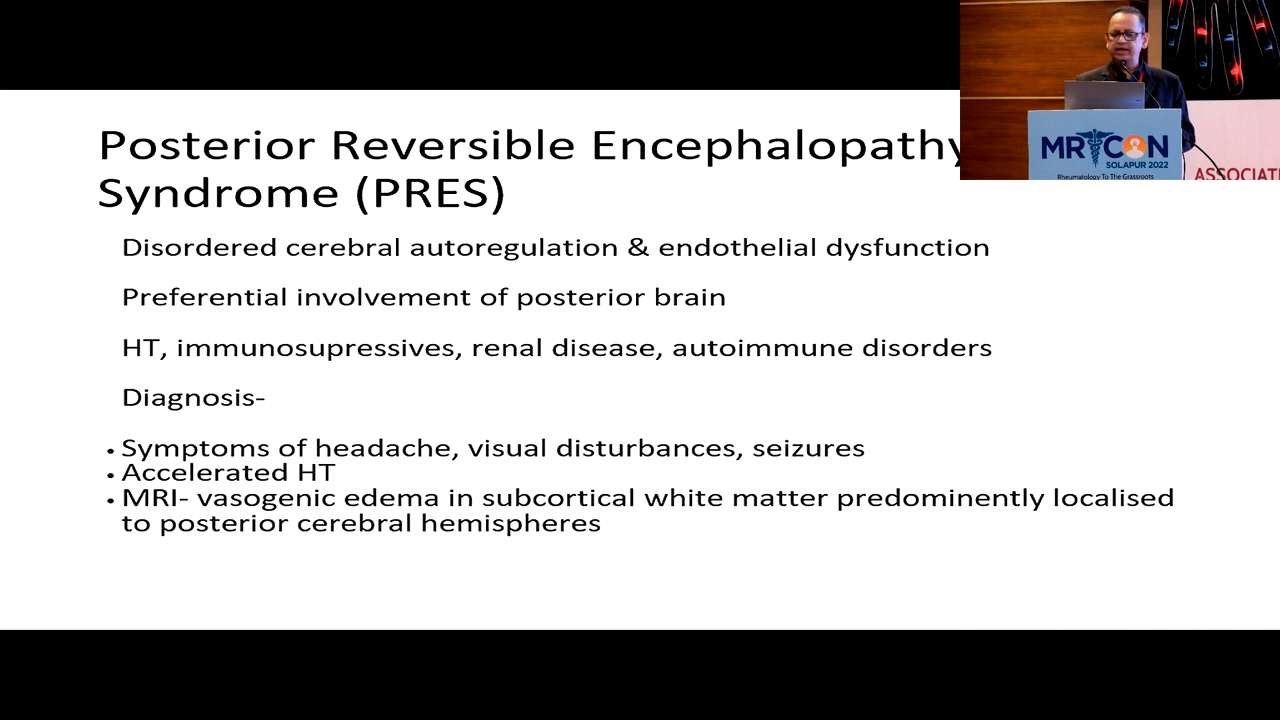 Posterior Reversible Encephalopathy
Syndrome (PRES)
Disordered cerebral autoregulation & endothelial dysfunction
Preferential involvement of posterior brain
HT, immunosupressives, renal disease, autoimmune disorders
Diagnosis-
• Symptoms of headache, visual disturbances, seizures
• Accelerated HT
• MRI- vasogenic edema in subcortical white matter predominently localised
to posterior cerebral hemispheres
MRCON
SOLAPUR 2022
Rheumatology To The Grassroots
ASSOCIATI